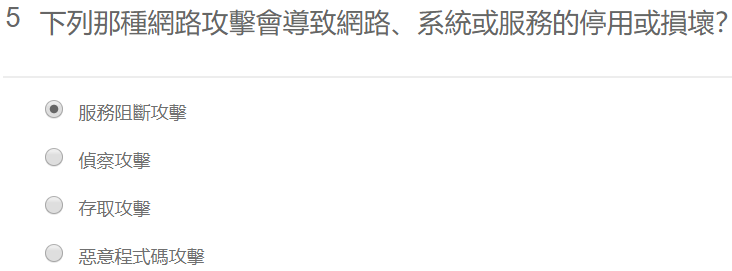 5 下列那種網路攻擊會導致網路、系統或服務的停用或損壞?
服務阻斷攻擊
偵察攻擊
存取攻擊
惡意程式碼攻擊